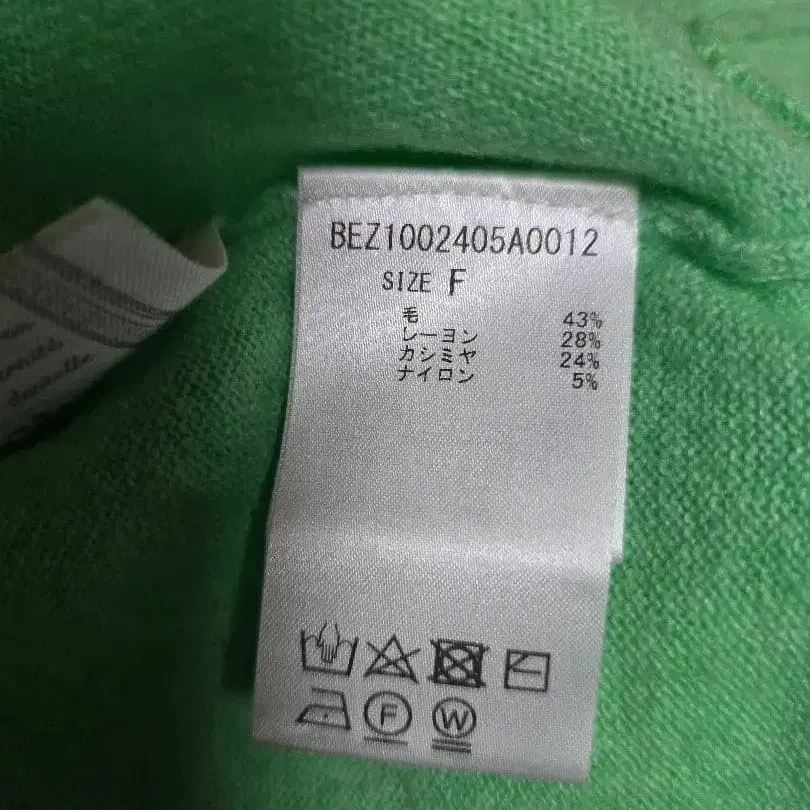 BEZ1002405A0012
SIZE F
毛 43%
レーヨン 28%
カシミヤ 24%
ナイロン 5%
F W